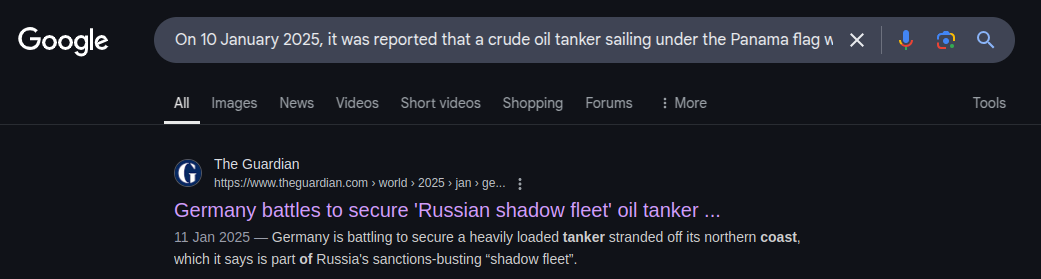 Google
On 10 January 2025, it was reported that a crude oil tanker sailing under the Panama flag w
All Images News Videos Short videos Shopping Forums More Tools
The Guardian
https://www.theguardian.com › world › 2025 › jan › ge...
Germany battles to secure 'Russian shadow fleet' oil tanker ...
11 Jan 2025 — Germany is battling to secure a heavily loaded tanker stranded off its northern coast,
which it says is part of Russia's sanctions-busting “shadow fleet”.